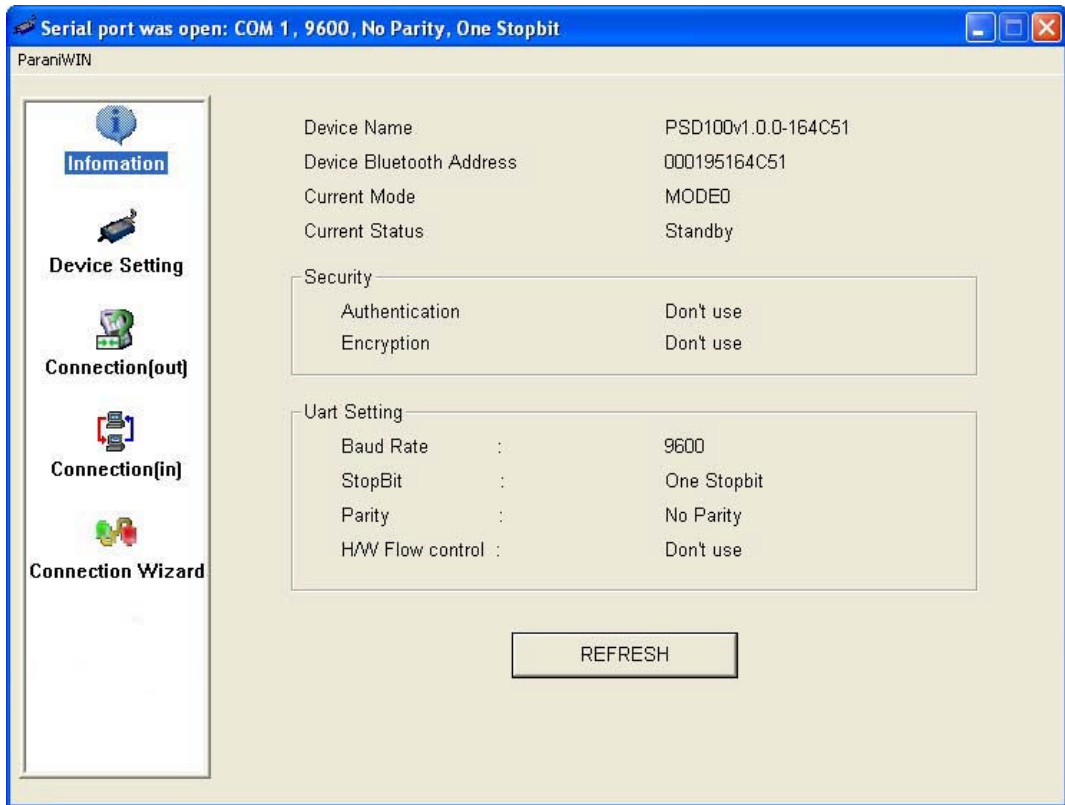 Serial port was open: COM 1, 9600, No Parity, One Stopbit
ParaniWIN
Infomation
Device Setting
Connection(out)
Connection(in)
Connection Wizard
Device Name PSD100v1.0.0-164C51
Device Bluetooth Address 000195164C51
Current Mode MODE0
Current Status Standby
Security
Authentication Don't use
Encryption Don't use
Uart Setting
Baud Rate : 9600
StopBit : One Stopbit
Parity : No Parity
H/W Flow control : Don't use
REFRESH